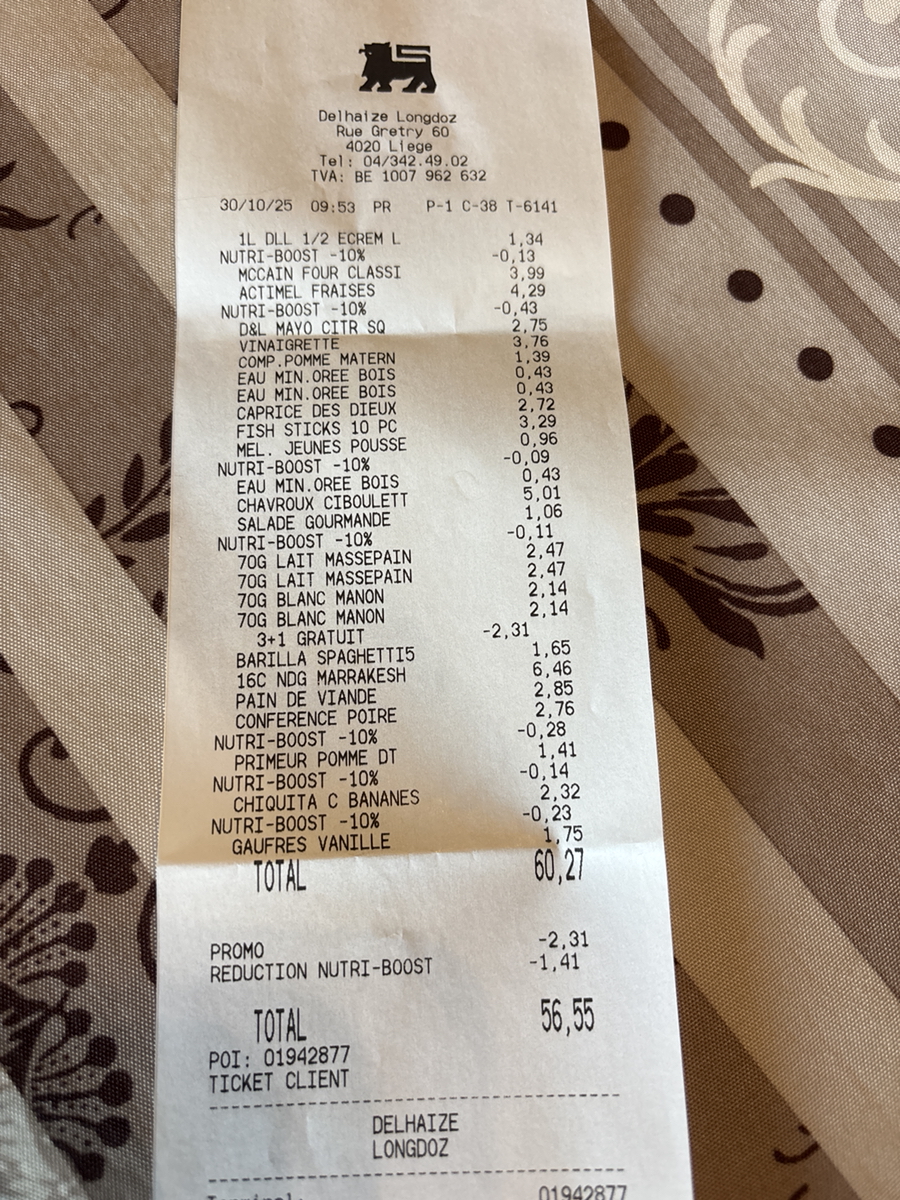 Delhaize Longdoz
Rue Gretry 60
4020 Liege
Tel: 04/342.49.02
TVA: BE 1007 962 632
30/10/25 09:53 PR P-1 C-38 T-6141
1L DLL 1/2 ECREM L 1,34
NUTRI-BOOST -10% -0,13
MCCAIN FOUR CLASSI 3,99
ACTIMEL FRAISES 4,29
NUTRI-BOOST -10% -0,43
D&L MAYO CITR SQ 2,75
VINAIGRETTE 3,76
COMP.POMME MATERN 1,39
EAU MIN.OREE BOIS 0,43
EAU MIN.OREE BOIS 0,43
CAPRICE DES DIEUX 2,72
FISH STICKS 10 PC 3,29
MEL. JEUNES POUSSE 0,96
NUTRI-BOOST -10% -0,09
EAU MIN.OREE BOIS 0,43
CHAVROUX CIBOULETT 5,01
SALADE GOURMANDE 1,06
NUTRI-BOOST -10% -0,11
70G LAIT MASSEPAIN 2,47
70G LAIT MASSEPAIN 2,47
70G BLANC MANON 2,14
70G BLANC MANON 2,14
3+1 GRATUIT -2,31
BARILLA SPAGHETTI5 1,65
16C NDG MARRAKESH 6,46
PAIN DE VIANDE 2,85
CONFERENCE POIRE 2,76
NUTRI-BOOST -10% -0,28
PRIMEUR POMME DT 1,41
NUTRI-BOOST -10% -0,14
CHIQUITA C BANANES 2,32
NUTRI-BOOST -10% -0,23
GAUFRES VANILLE 1,75
TOTAL 60,27
PROMO -2,31
REDUCTION NUTRI-BOOST -1,41
TOTAL 56,55
POI: 01942877
TICKET CLIENT
DELHAIZE
LONGDOZ
Terminal: 01942877